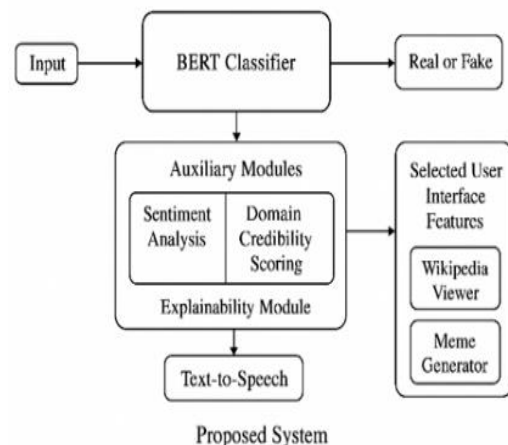 Input
BERT Classifier
Real or Fake
Auxiliary Modules
Sentiment
Analysis
Domain
Credibility
Scoring
Explainability Module
Selected User
Interface
Features
Wikipedia
Viewer
Meme
Generator
Text-to-Speech
Proposed System